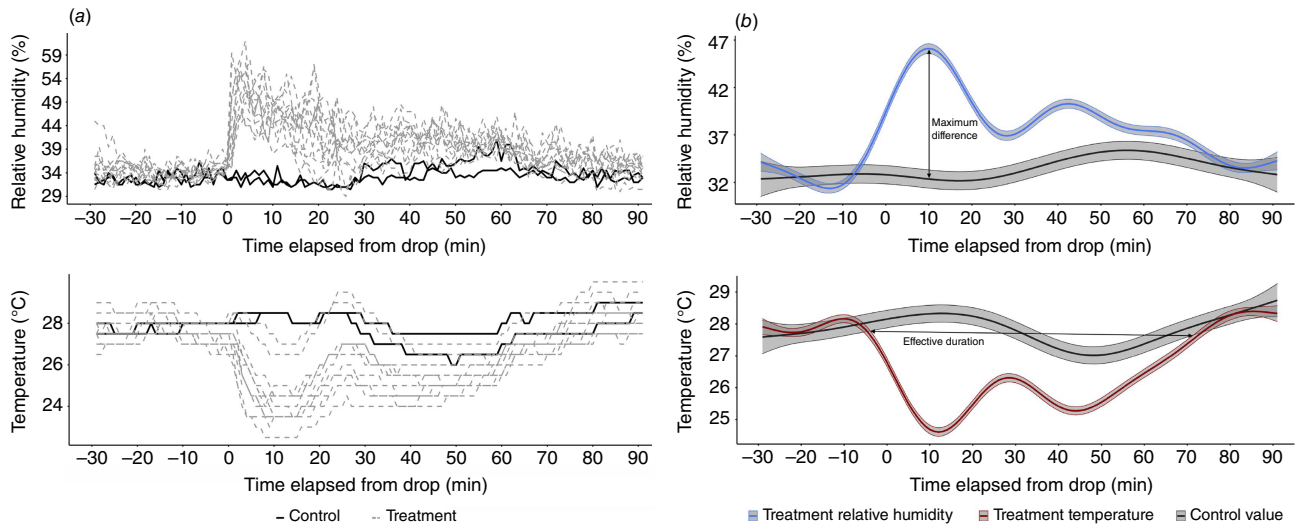 (a)
Relative humidity (%)
59
54
49
44
39
34
29
−30 −20 −10 0 10 20 30 40 50 60 70 80 90
Time elapsed from drop (min)
Temperature (°C)
28
26
24
−30 −20 −10 0 10 20 30 40 50 60 70 80 90
Time elapsed from drop (min)
Control Treatment
(b)
Relative humidity (%)
47
42
37
32
Maximum
difference
−30 −20 −10 0 10 20 30 40 50 60 70 80 90
Time elapsed from drop (min)
Temperature (°C)
29
28
27
26
25
Effective duration
−30 −20 −10 0 10 20 30 40 50 60 70 80 90
Time elapsed from drop (min)
Treatment relative humidity Treatment temperature Control value